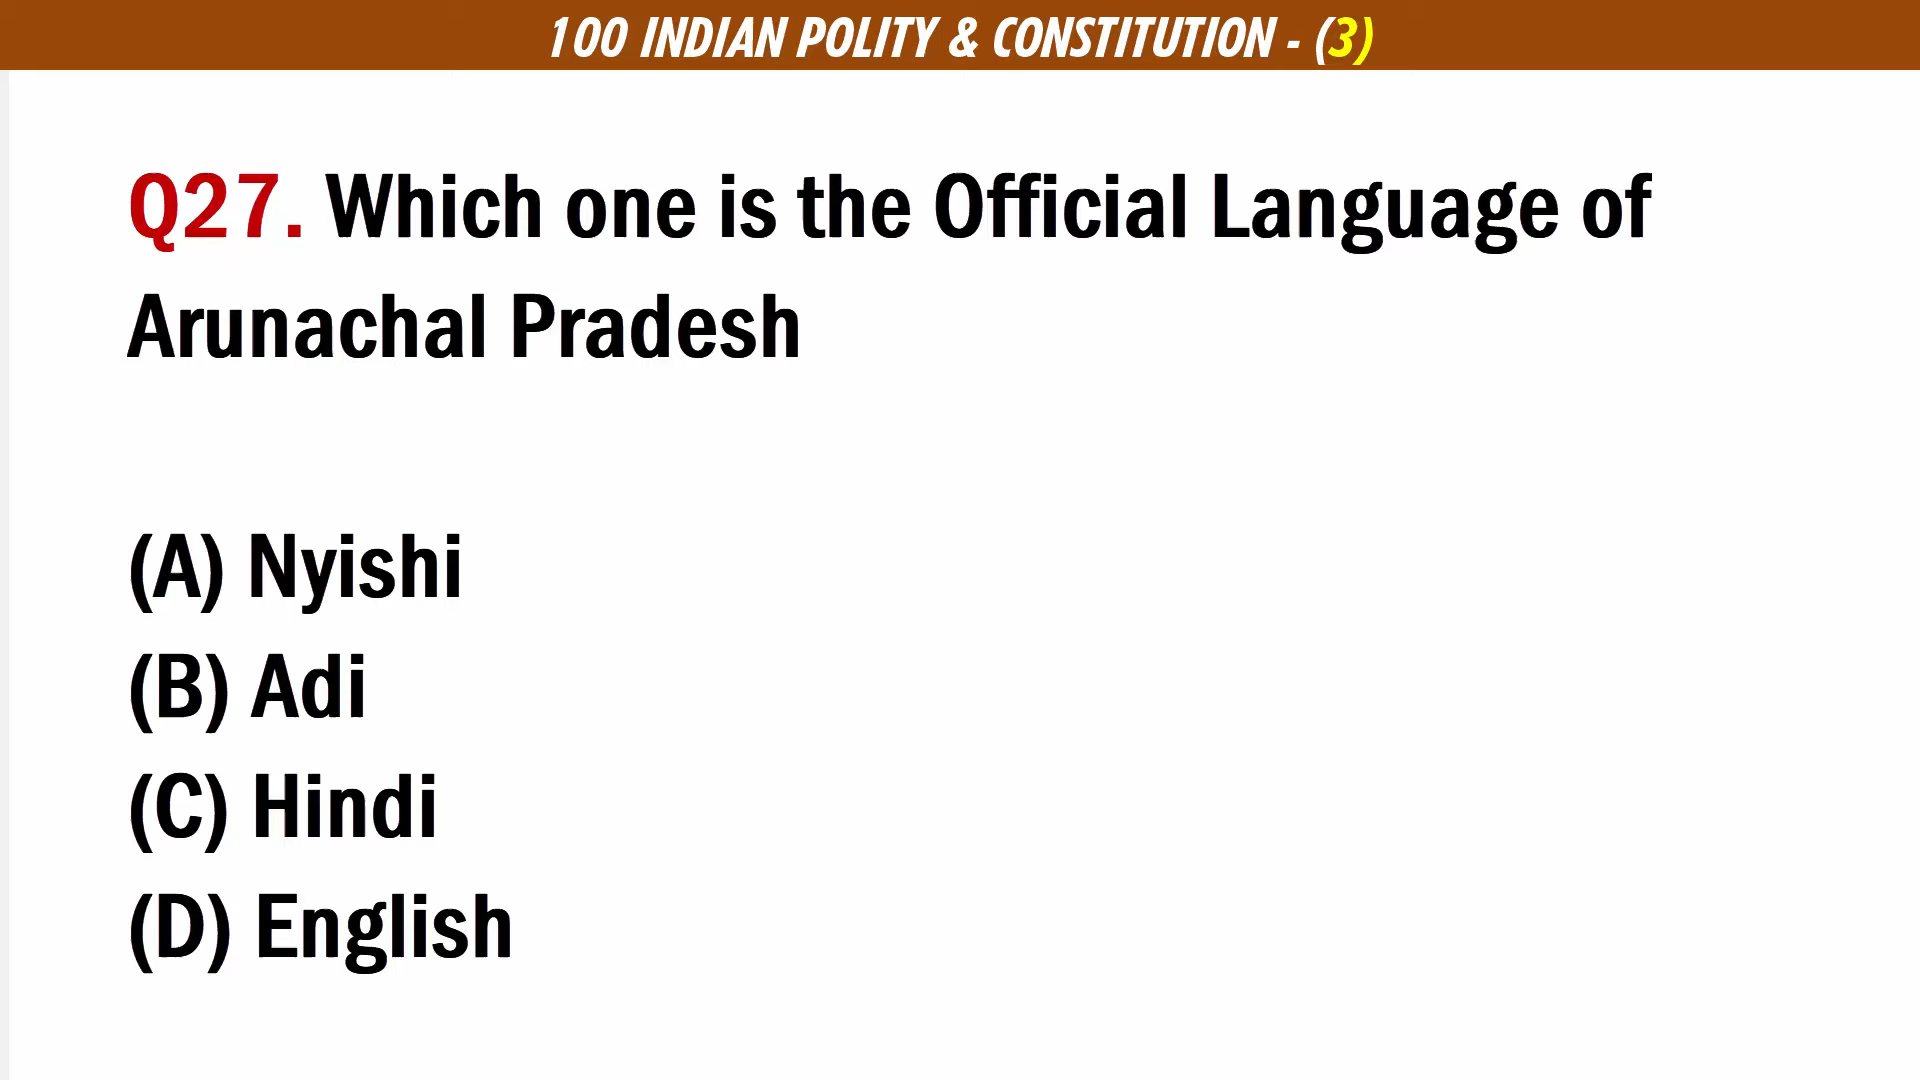 100 INDIAN POLITY & CONSTITUTION - (3)
Q27. Which one is the Official Language of
Arunachal Pradesh
(A) Nyishi
(B) Adi
(C) Hindi
(D) English